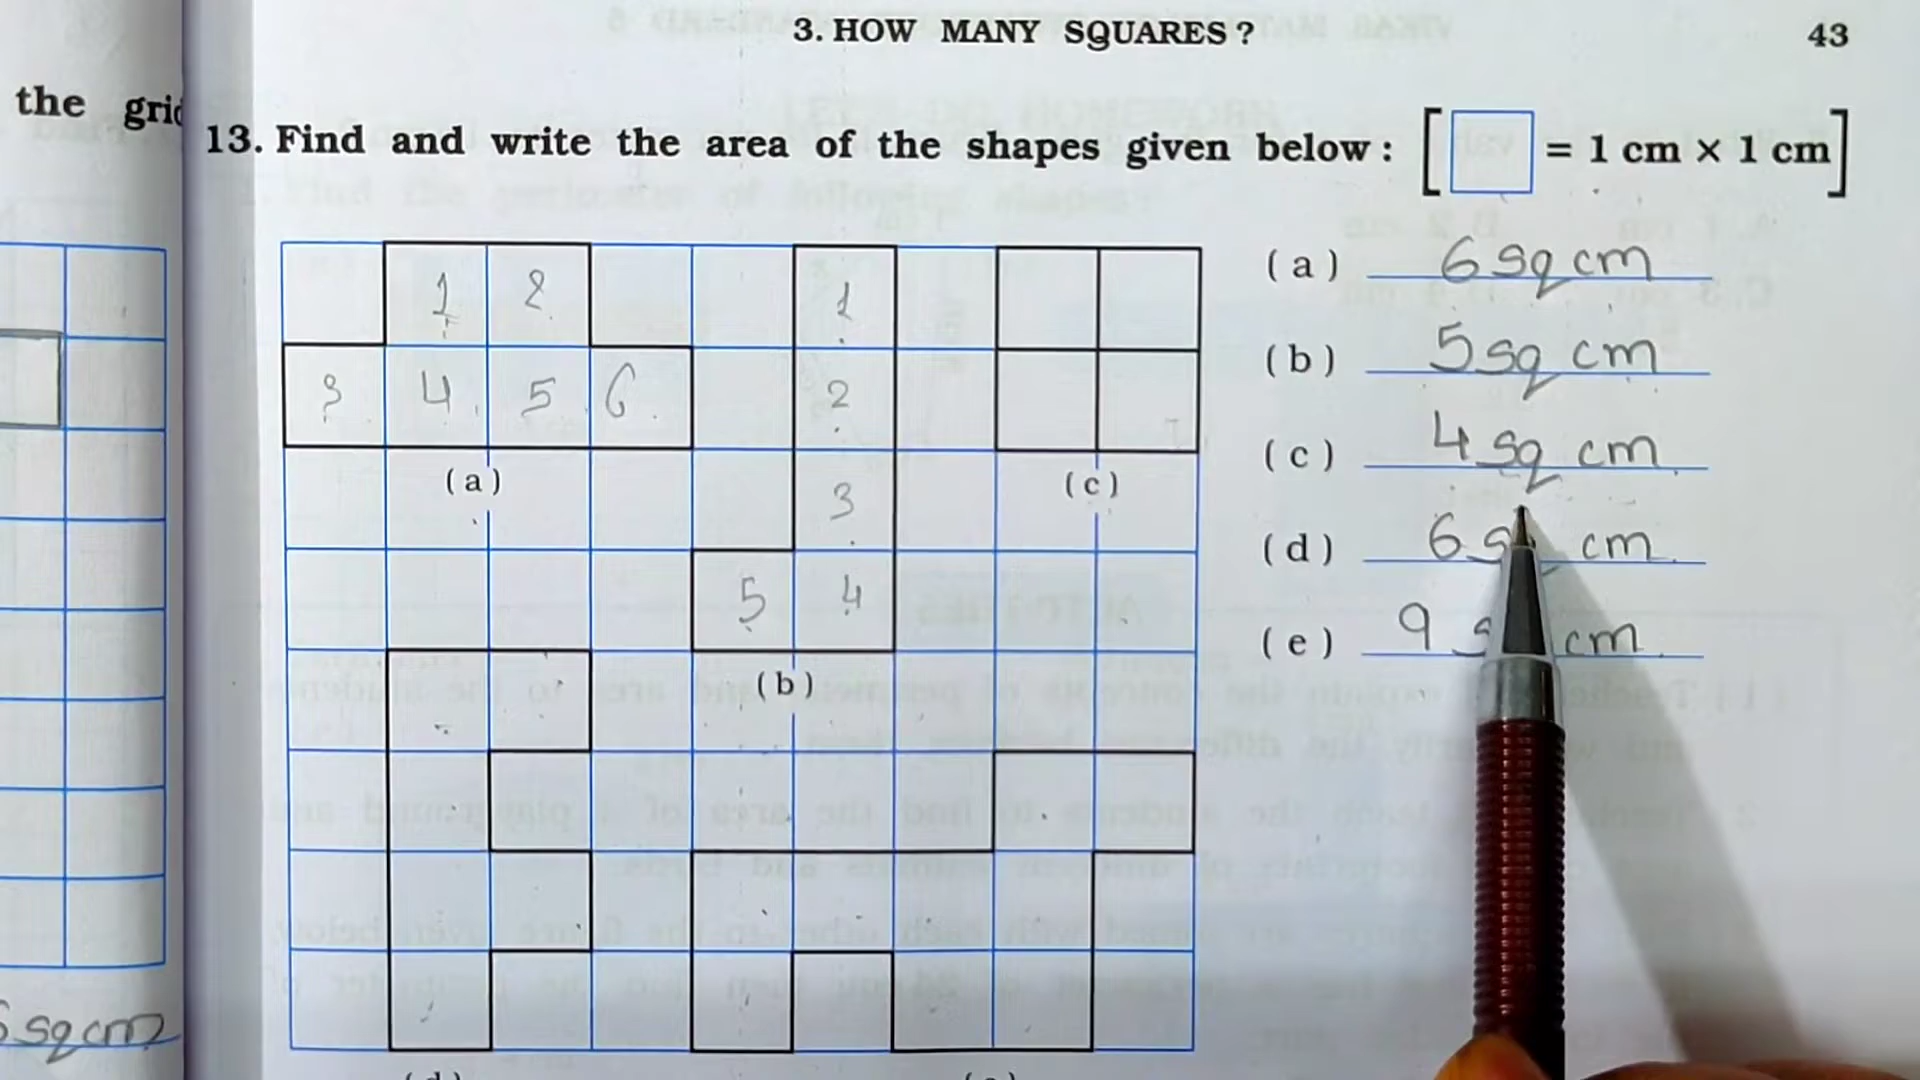 3. HOW MANY SQUARES ?
43
the grid
13. Find and write the area of the shapes given below : [ = 1 cm × 1 cm ]
1 2 1
3 4 5 6 2
3
5 4
(a)
(c)
(b)
(a) 6 sq cm
(b) 5 sq cm
(c) 4 sq cm
(d) 6 sq cm
(e) 9 s cm
sq cm